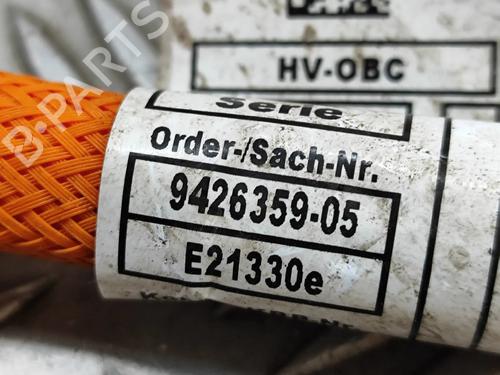 HV-OBC
Serie
Order-/Sach-Nr.
9426359-05
E21330e
B-PARTS